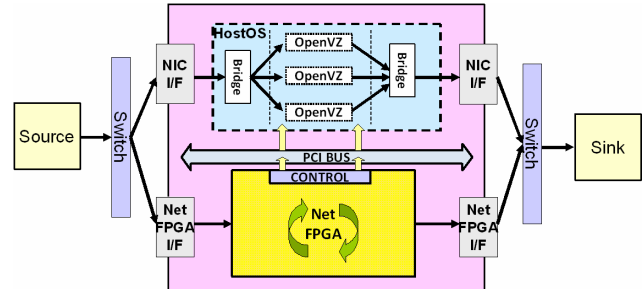 HostOS
OpenVZ
OpenVZ
OpenVZ
Bridge
Bridge
NIC
I/F
NIC
I/F
Source
Switch
Switch
Sink
PCI BUS
CONTROL
Net
FPGA
Net
FPGA
I/F
Net
FPGA
I/F